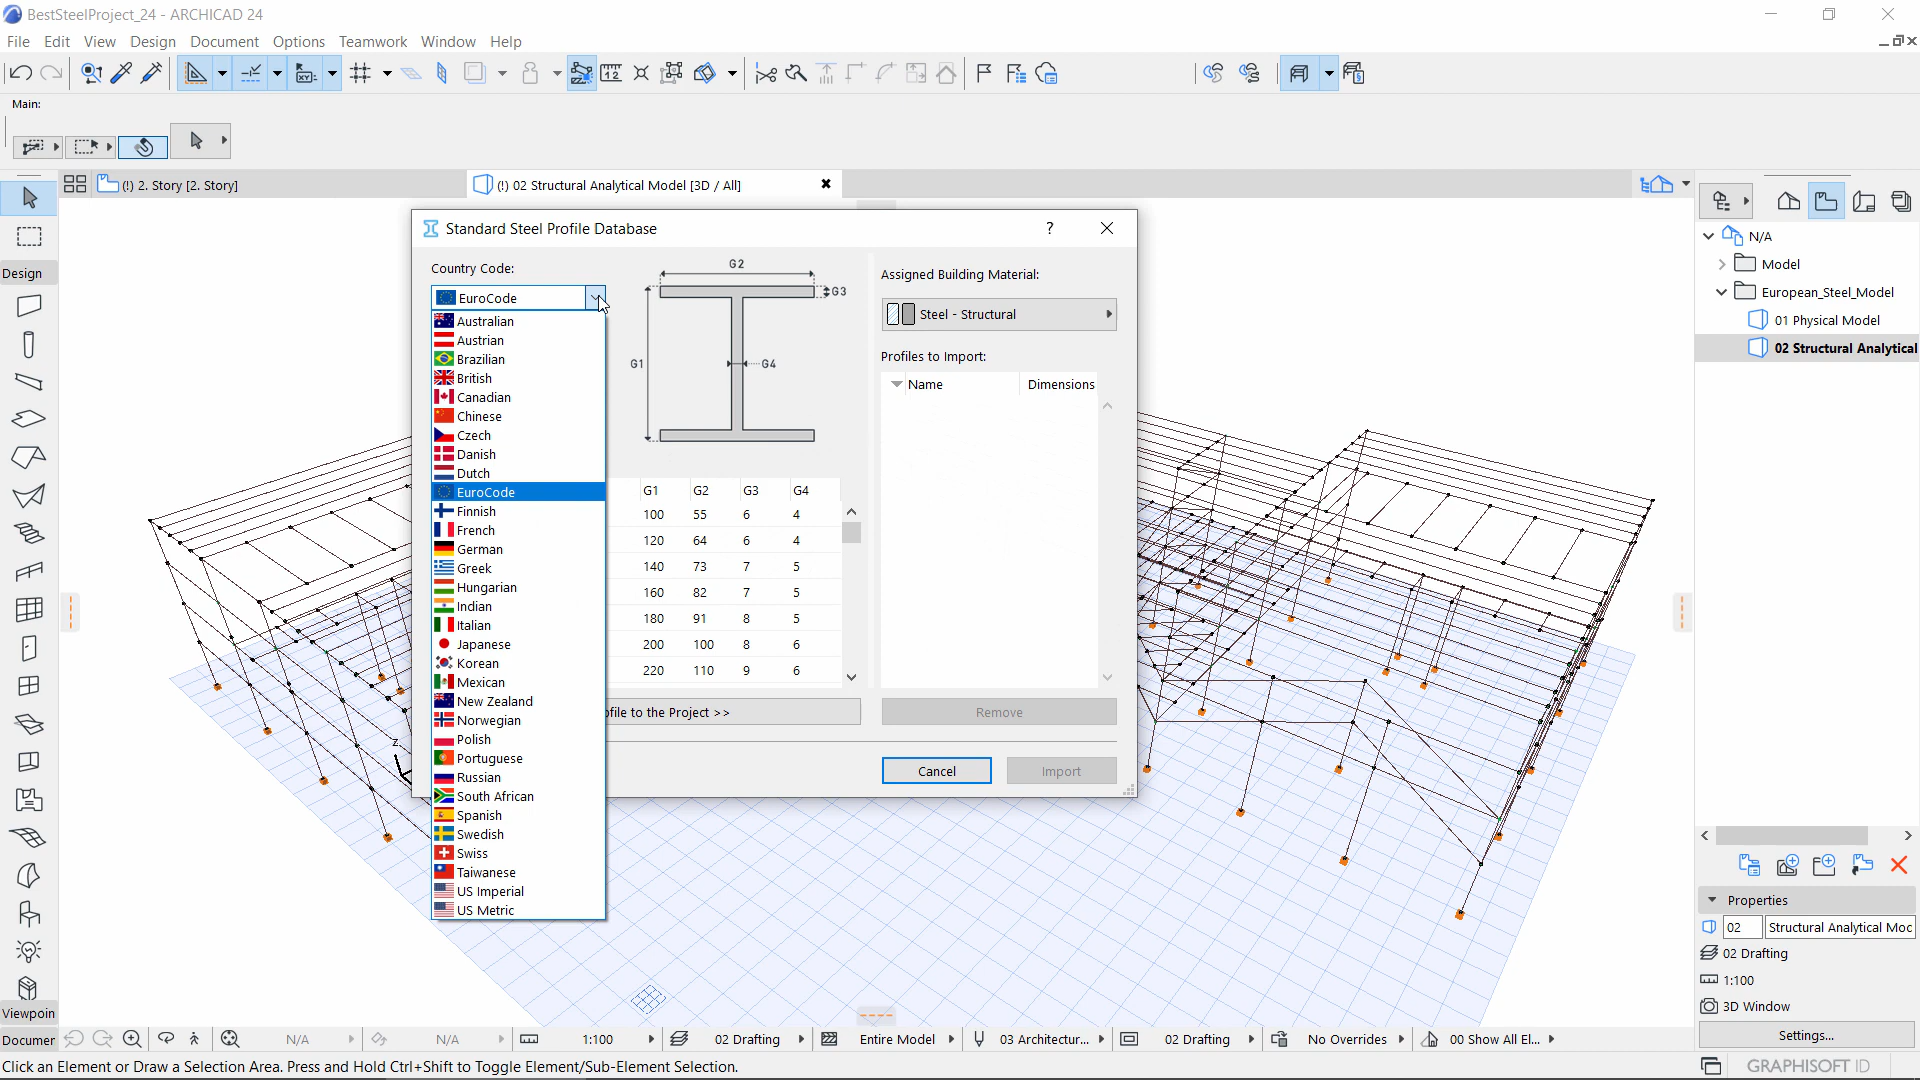 BestSteelProject_24 - ARCHICAD 24
File Edit View Design Document Options Teamwork Window Help
Main:
(!) 2. Story [2. Story]
(!) 02 Structural Analytical Model [3D / All]
Design
Viewpoin
Documer
Standard Steel Profile Database
?
Country Code:
EuroCode
Australian
Austrian
Brazilian
British
Canadian
Chinese
Czech
Danish
Dutch
EuroCode
Finnish
French
German
Greek
Hungarian
Indian
Italian
Japanese
Korean
Mexican
New Zealand
Norwegian
Polish
Portuguese
Russian
South African
Spanish
Swedish
Swiss
Taiwanese
US Imperial
US Metric
G2
G3
G1
G4
G1 G2 G3 G4
100 55 6 4
120 64 6 4
140 73 7 5
160 82 7 5
180 91 8 5
200 100 8 6
220 110 9 6
ofile to the Project >>
Assigned Building Material:
Steel - Structural
Profiles to Import:
Name Dimensions
Remove
Cancel Import
Z
N/A
Model
European_Steel_Model
01 Physical Model
02 Structural Analytical
Properties
02 Structural Analytical Moc
02 Drafting
1:100
3D Window
Settings...
N/A N/A 1:100 02 Drafting Entire Model 03 Architectur... 02 Drafting No Overrides 00 Show All El...
Click an Element or Draw a Selection Area. Press and Hold Ctrl+Shift to Toggle Element/Sub-Element Selection.
GRAPHISOFT ID